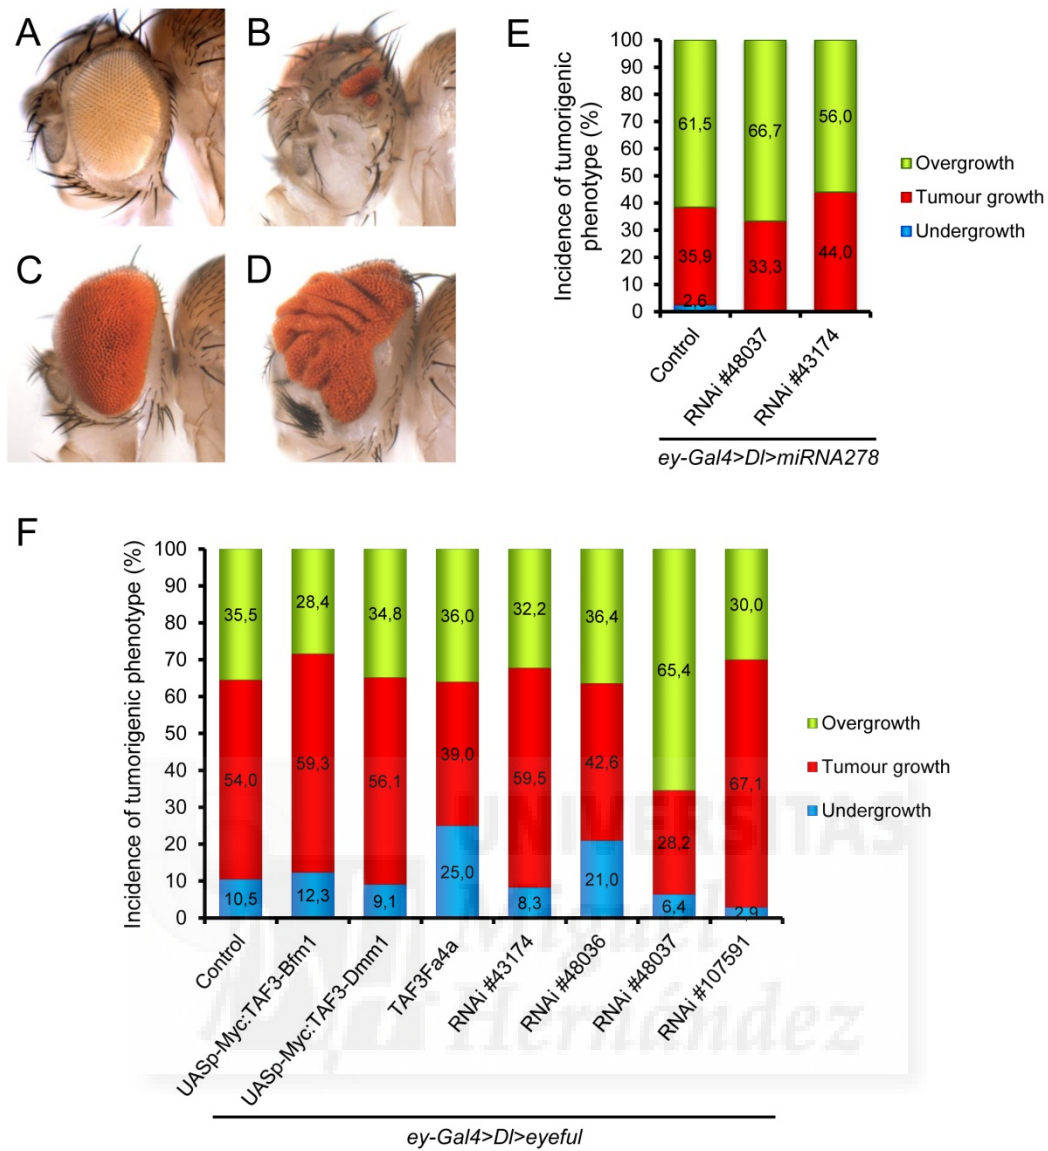 A
B
C
D
E
Incidence of tumorigenic
phenotype (%)
100
90
80
70
60
50
40
30
20
10
0
61,5
66,7
56,0
35,9
33,3
44,0
2,6
Overgrowth
Tumour growth
Undergrowth
Control
RNAi #48037
RNAi #43174
ey-Gal4>Dl>miRNA278
F
Incidence of tumorigenic phenotype (%)
100
90
80
70
60
50
40
30
20
10
0
35,5
28,4
34,8
36,0
32,2
36,4
65,4
30,0
54,0
59,3
56,1
39,0
59,5
42,6
28,2
67,1
10,5
12,3
9,1
25,0
8,3
21,0
6,4
2,9
Overgrowth
Tumour growth
Undergrowth
Control
UASp-Myc:TAF3-Bfm1
UASp-Myc:TAF3-Dmm1
TAF3Fa4a
RNAi #43174
RNAi #48036
RNAi #48037
RNAi #107591
ey-Gal4>Dl>eyeful
UNIVERSITAS
Miguel
Hernández